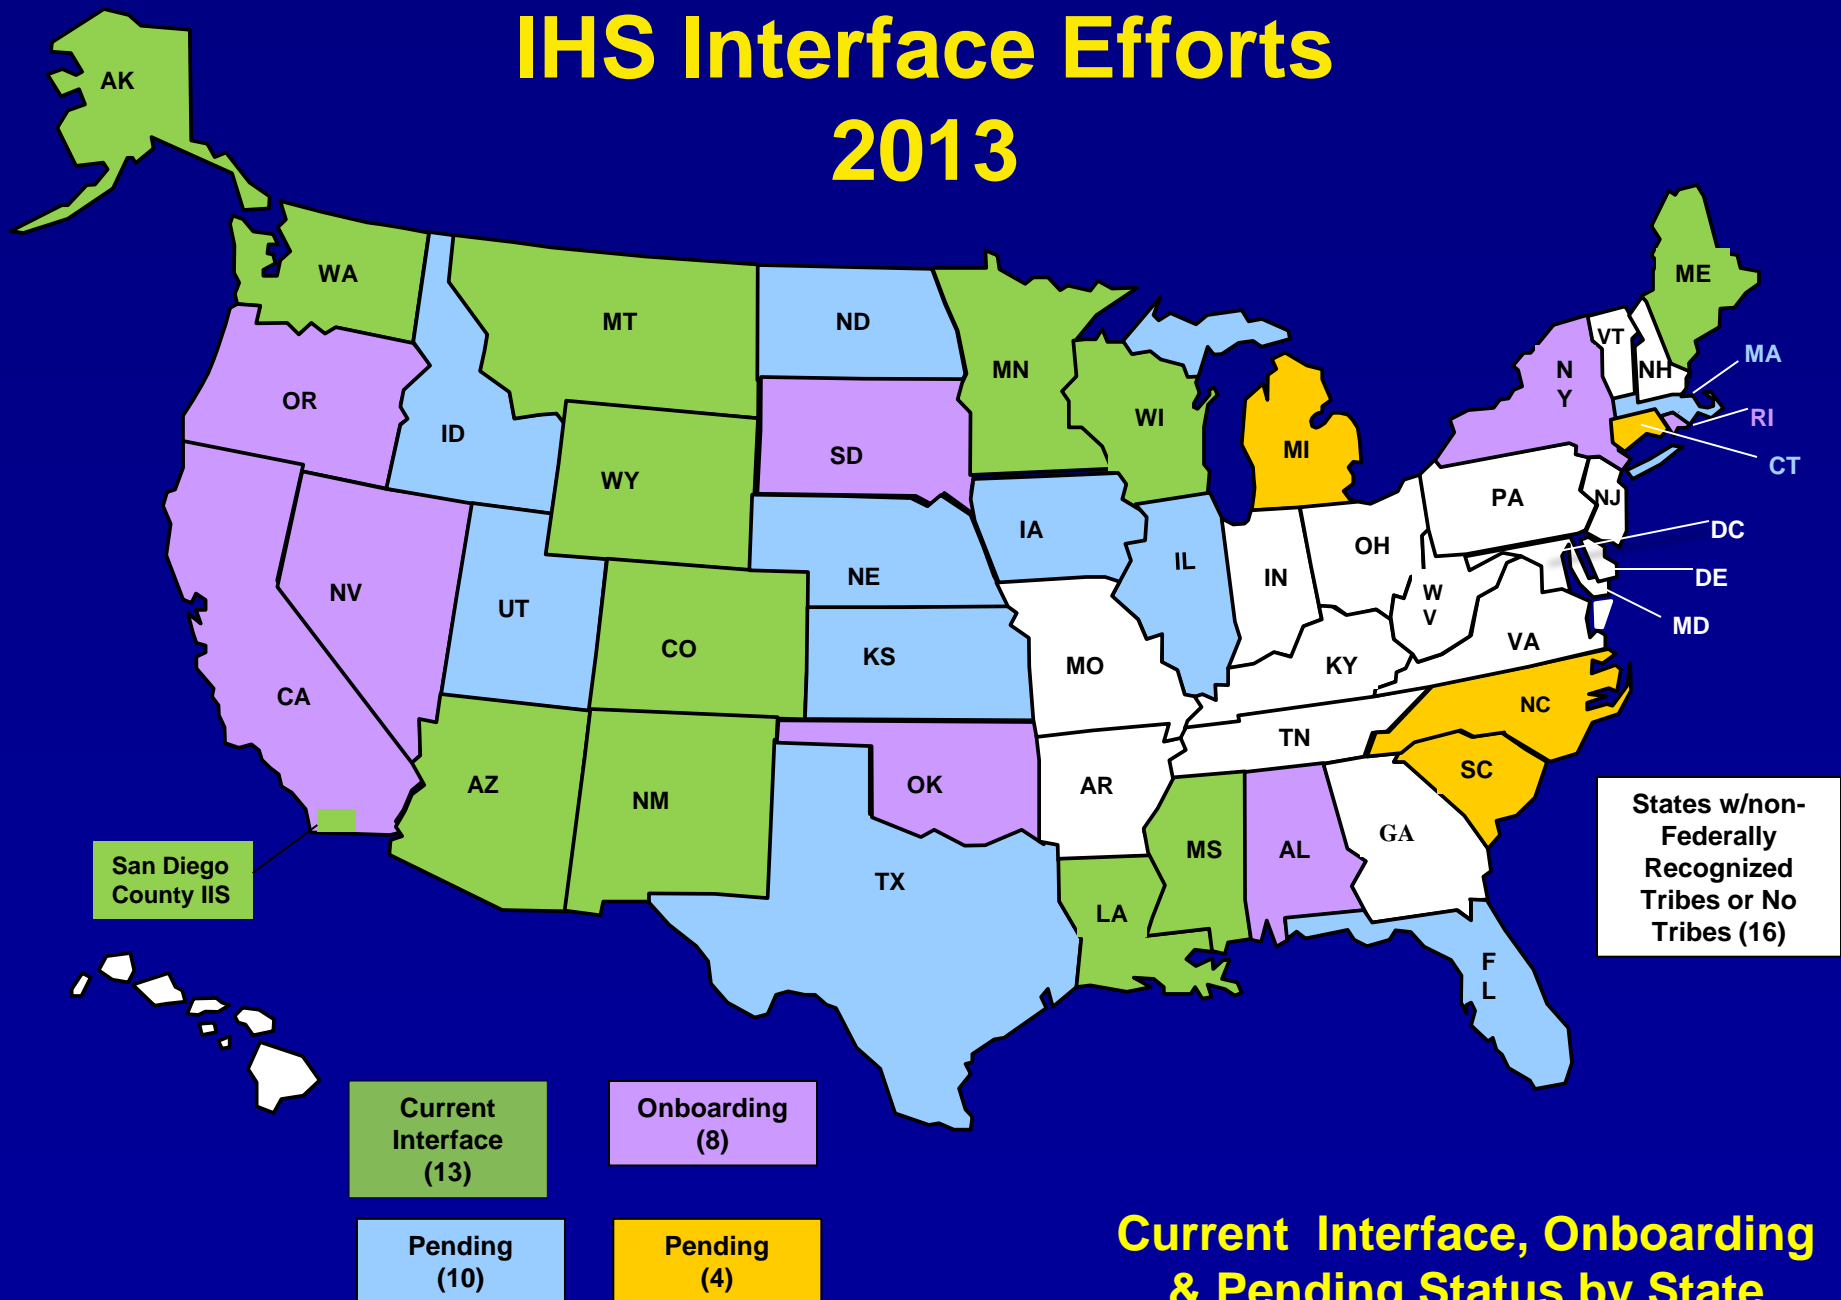 IHS Interface Efforts
2013
AK
WA
MT
ND
MN
ME
VT
NH
MA
N
Y
RI
OR
ID
WY
SD
WI
MI
CT
IA
PA
NJ
DC
NV
UT
NE
IL
IN
OH
W
V
DE
MD
CA
CO
KS
MO
KY
VA
NC
AZ
NM
OK
AR
TN
SC
MS
AL
GA
TX
LA
F
L
San Diego
County IIS
States w/non-
Federally
Recognized
Tribes or No
Tribes (16)
Current
Interface
(13)
Onboarding
(8)
Pending
(10)
Pending
(4)
Current Interface, Onboarding
& Pending Status by State